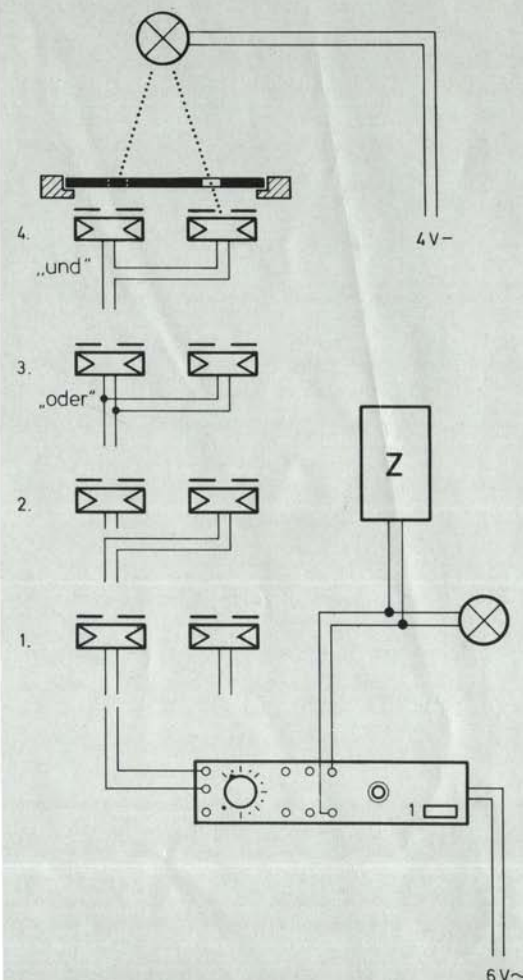 4V–
4.
„und"
3.
„oder"
Z
2.
1.
1
6V~